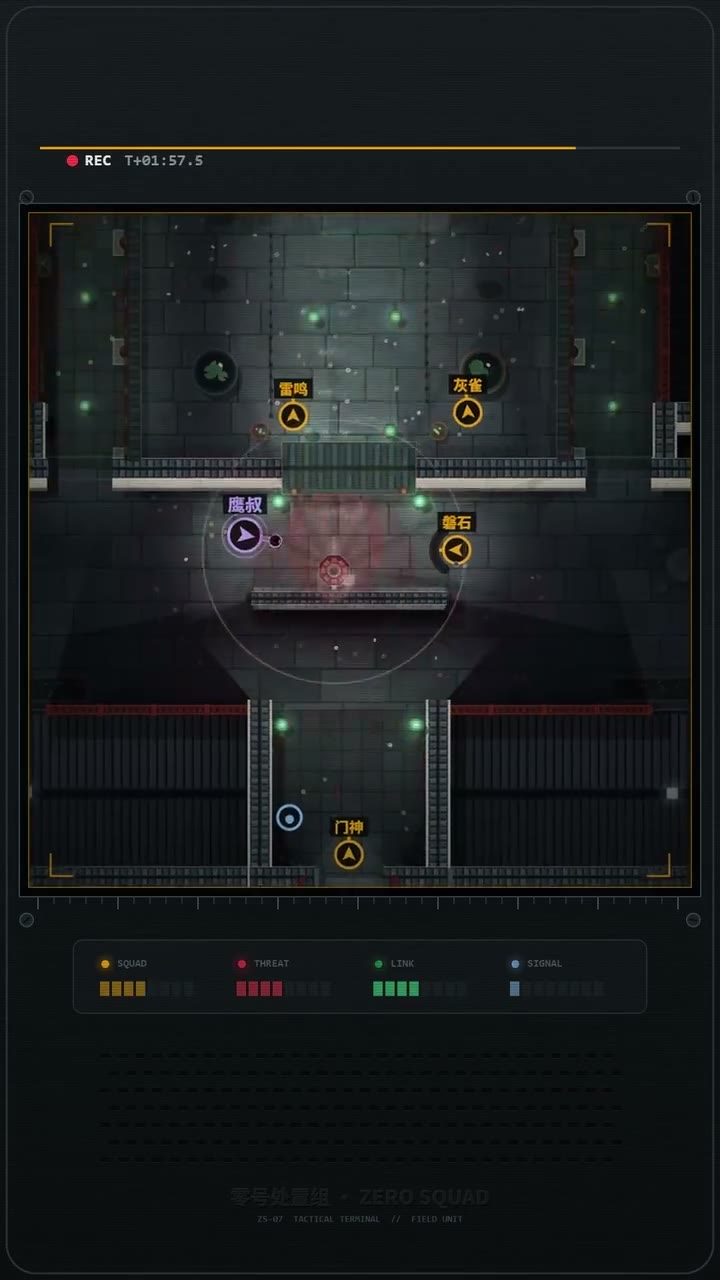 REC T+01:57.5
雷鸣
灰雀
鹰叔
磐石
门神
SQUAD THREAT LINK SIGNAL
零号处置组 · ZERO SQUAD
ZS-07 TACTICAL TERMINAL // FIELD UNIT